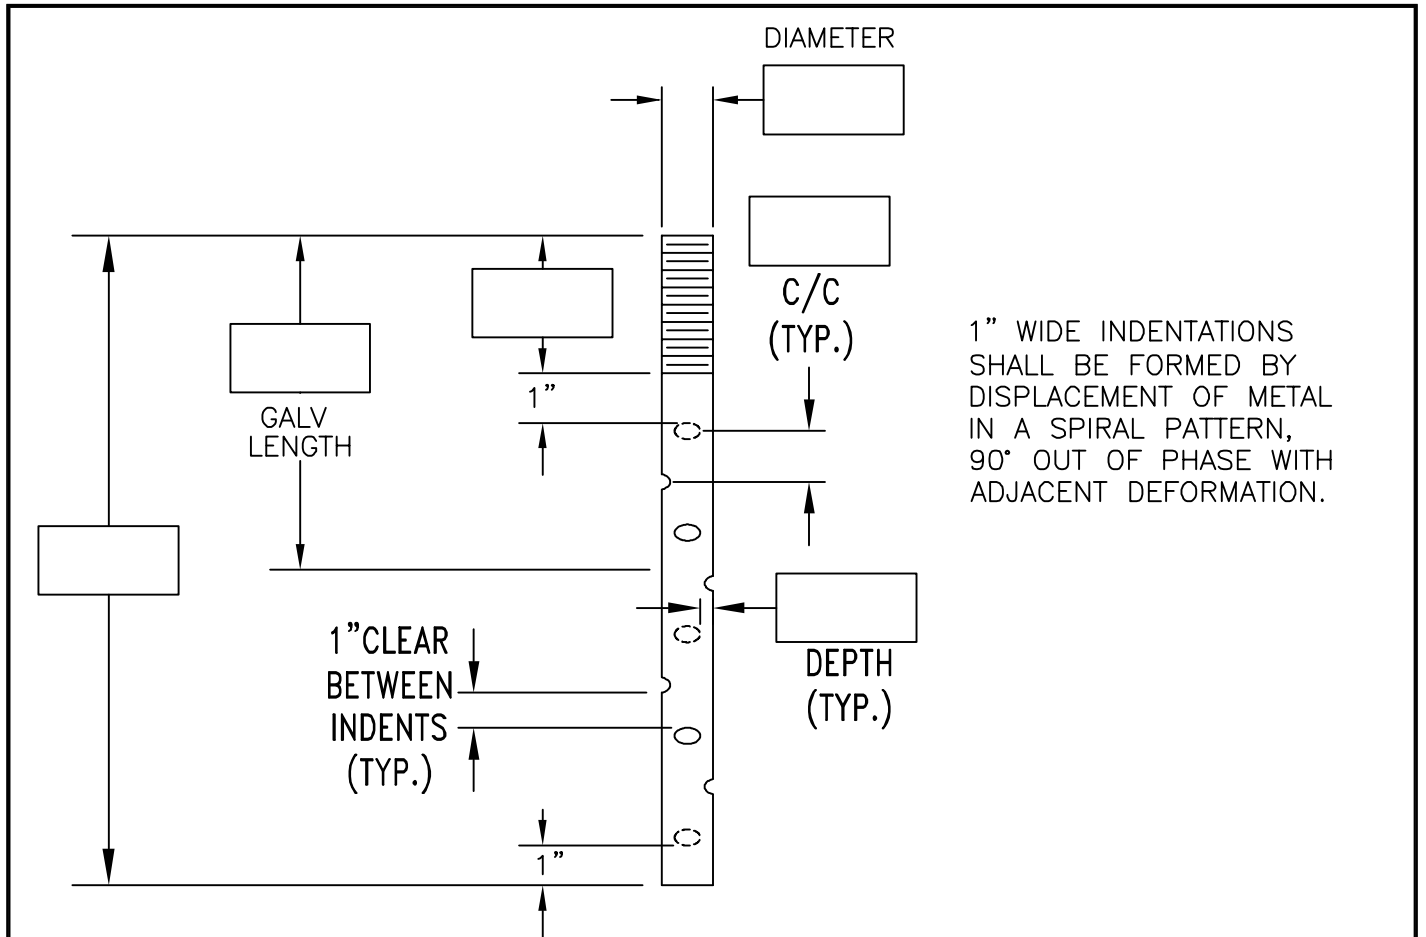 DIAMETER
C/C
(TYP.)
1" WIDE INDENTATIONS
SHALL BE FORMED BY
DISPLACEMENT OF METAL
IN A SPIRAL PATTERN,
90° OUT OF PHASE WITH
ADJACENT DEFORMATION.
1"
GALV
LENGTH
1"CLEAR
BETWEEN
INDENTS
(TYP.)
DEPTH
(TYP.)
1"